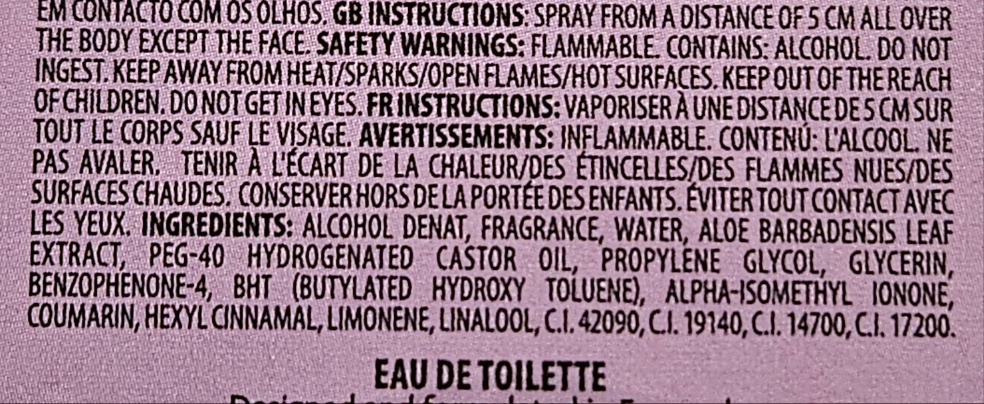 EM CONTACTO COM OS OLHOS. GB INSTRUCTIONS: SPRAY FROM A DISTANCE OF 5 CM ALL OVER
THE BODY EXCEPT THE FACE. SAFETY WARNINGS: FLAMMABLE. CONTAINS: ALCOHOL. DO NOT
INGEST. KEEP AWAY FROM HEAT/SPARKS/OPEN FLAMES/HOT SURFACES. KEEP OUT OF THE REACH
OF CHILDREN. DO NOT GET IN EYES. FR INSTRUCTIONS: VAPORISER À UNE DISTANCE DE 5 CM SUR
TOUT LE CORPS SAUF LE VISAGE. AVERTISSEMENTS: INFLAMMABLE. CONTENÚ: L'ALCOOL. NE
PAS AVALER. TENIR À L'ÉCART DE LA CHALEUR/DES ÉTINCELLES/DES FLAMMES NUES/DES
SURFACES CHAUDES. CONSERVER HORS DE LA PORTÉE DES ENFANTS. ÉVITER TOUT CONTACT AVEC
LES YEUX. INGREDIENTS: ALCOHOL DENAT, FRAGRANCE, WATER, ALOE BARBADENSIS LEAF
EXTRACT, PEG-40 HYDROGENATED CASTOR OIL, PROPYLENE GLYCOL, GLYCERIN,
BENZOPHENONE-4, BHT (BUTYLATED HYDROXY TOLUENE), ALPHA-ISOMETHYL IONONE,
COUMARIN, HEXYL CINNAMAL, LIMONENE, LINALOOL, C.I. 42090, C.I. 19140, C.I. 14700, C.I. 17200.
EAU DE TOILETTE